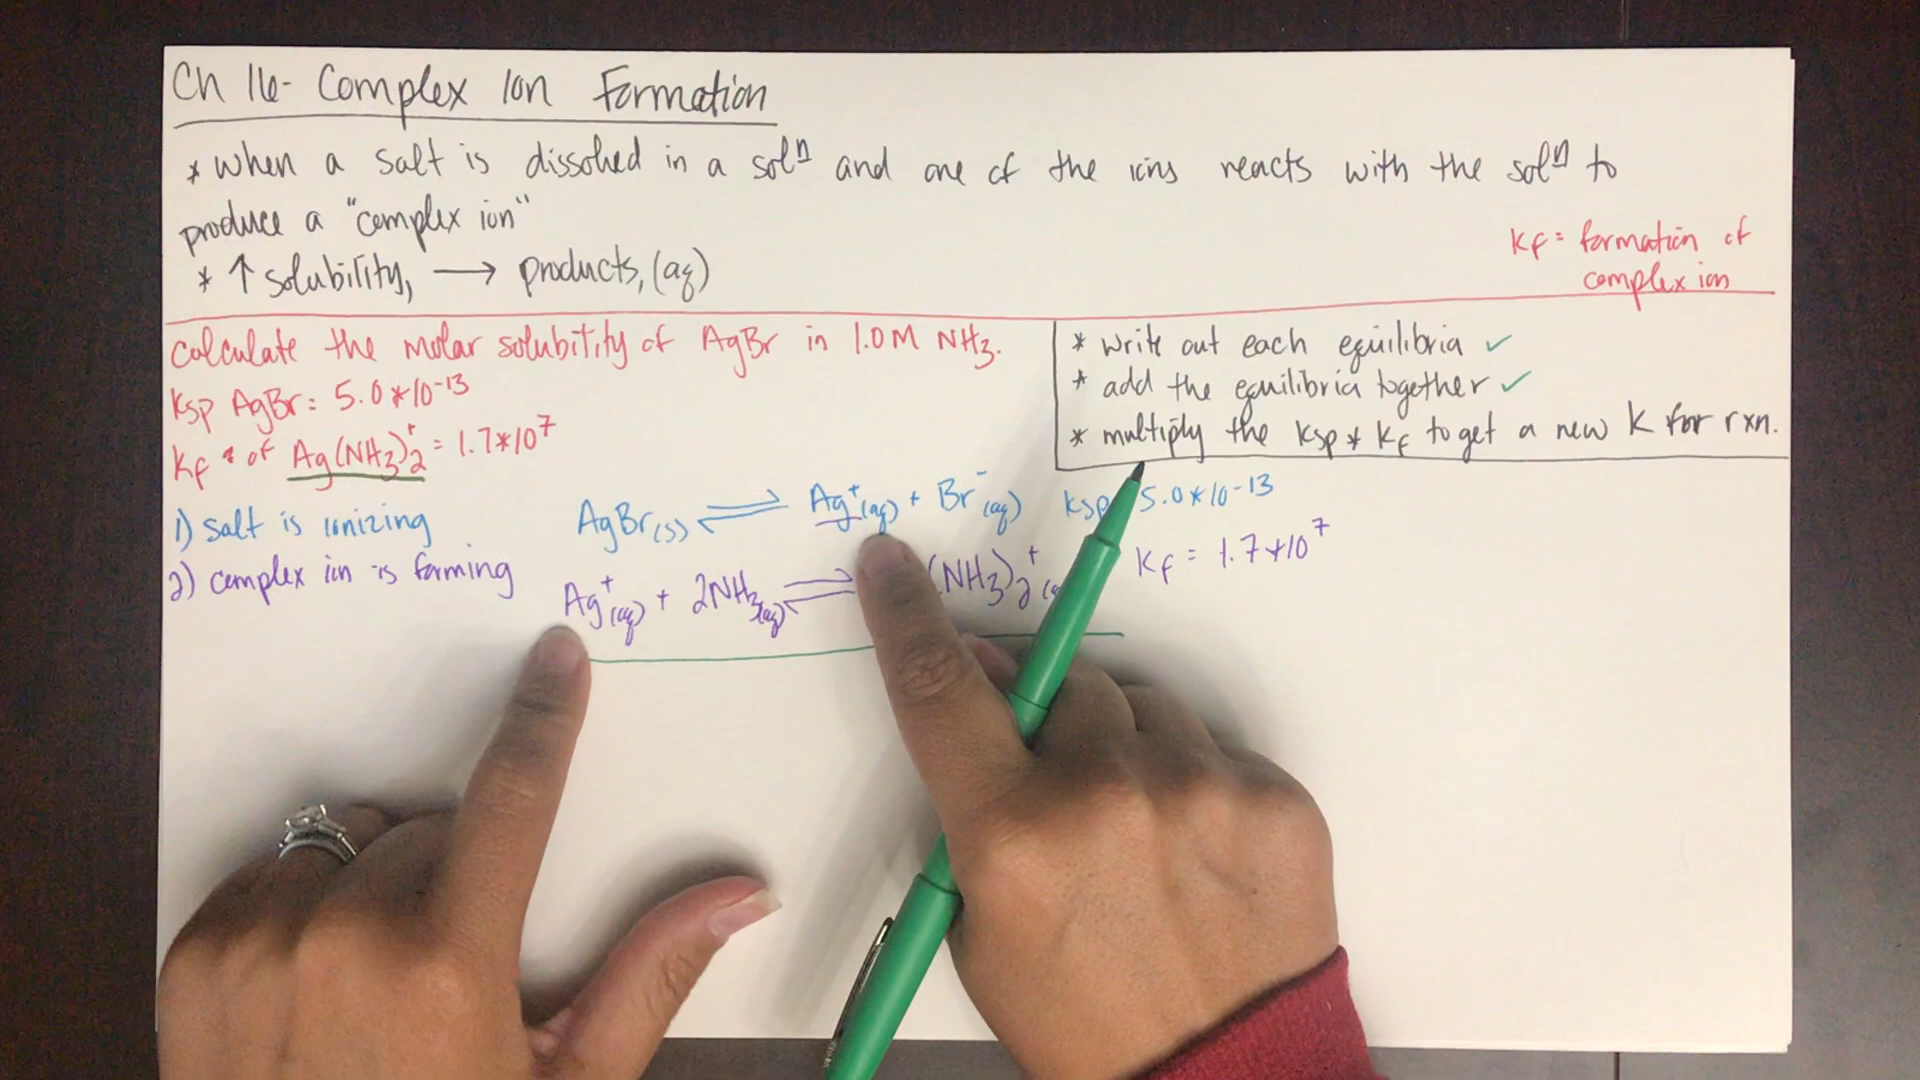 Ch 16- Complex Ion Formation
* when a salt is dissolved in a solⁿ and one of the ions reacts with the solⁿ to
produce a "complex ion"
* ↑ solubility, → products, (aq)
Kf = formation of
complex ion
Calculate the molar solubility of AgBr in 1.0M NH₃.
Ksp AgBr = 5.0*10⁻¹³
Kf of Ag(NH₃)₂⁺ = 1.7*10⁷
* write out each equilibria ✓
* add the equilibria together ✓
* multiply the Ksp * Kf to get a new K for rxn.
1) salt is ionizing
AgBr(s) ⇌ Ag⁺(aq) + Br⁻(aq) Ksp 5.0*10⁻¹³
2) complex ion is forming
Ag⁺(aq) + 2NH₃(aq) ⇌ (NH₃)₂⁺ Kf = 1.7*10⁷